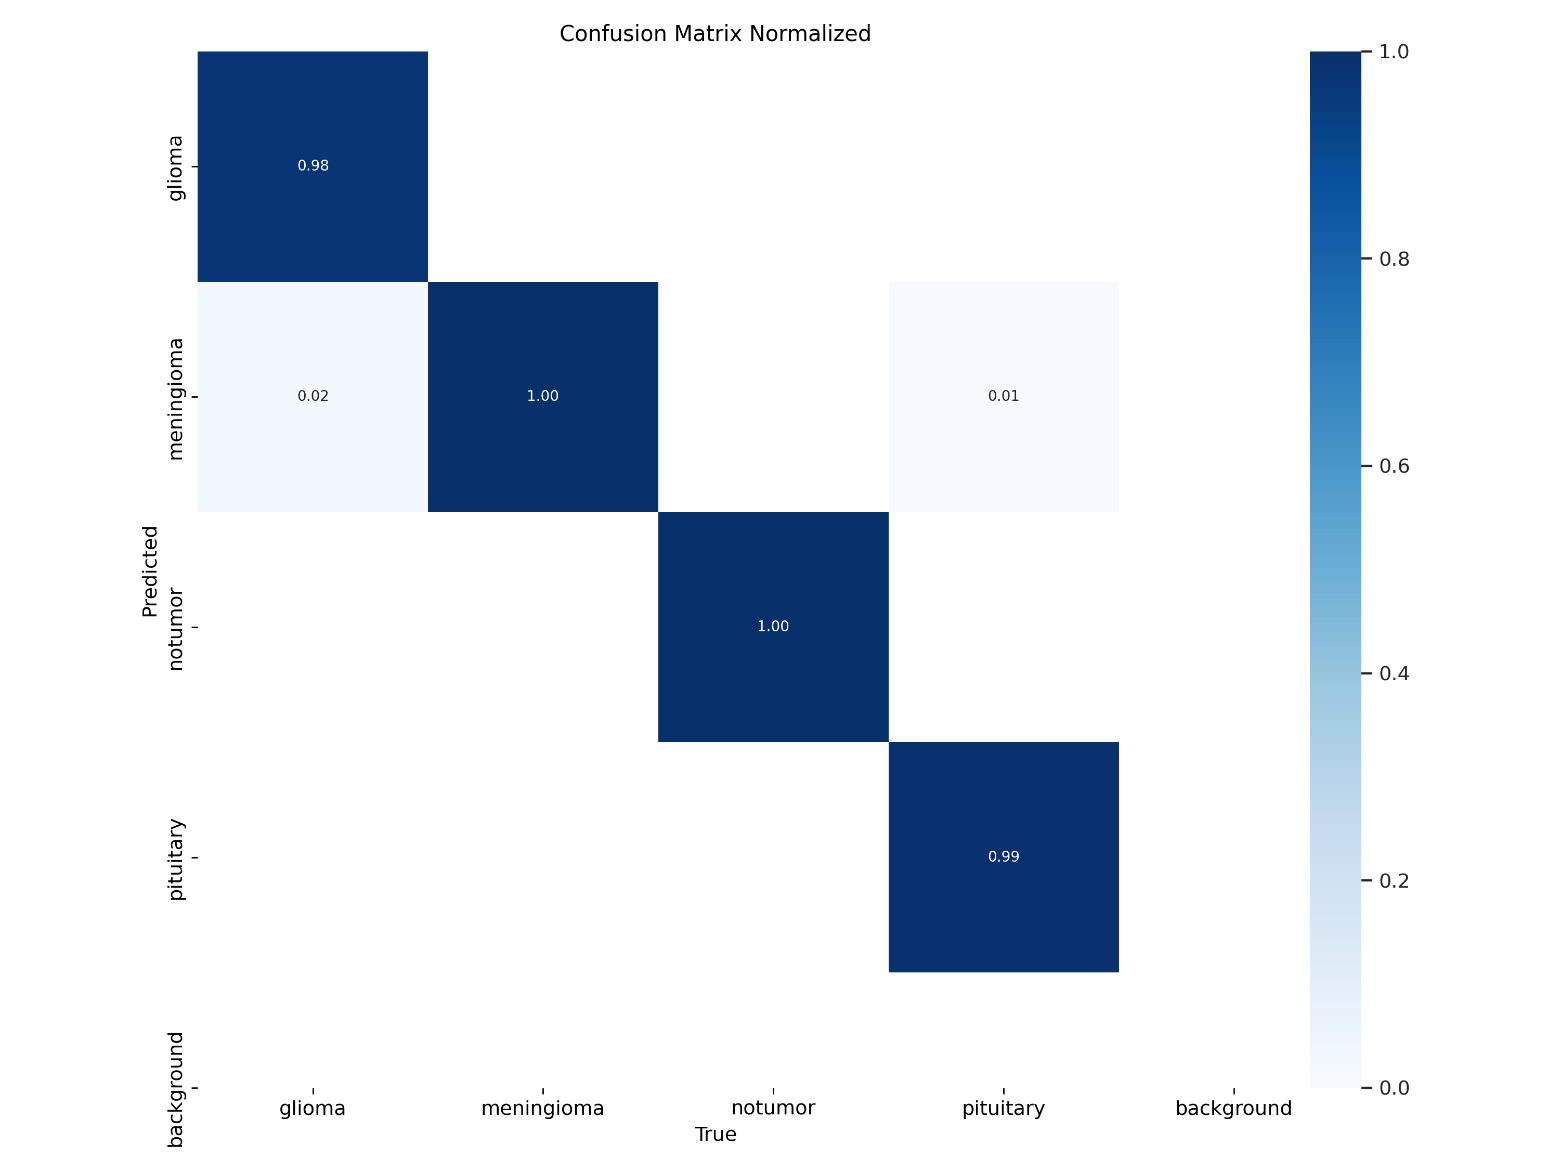 Confusion Matrix Normalized
glioma
0.98
meningioma
0.02
1.00
0.01
Predicted
notumor
1.00
pituitary
0.99
background
glioma
meningioma
notumor
pituitary
background
True
1.0
0.8
0.6
0.4
0.2
0.0